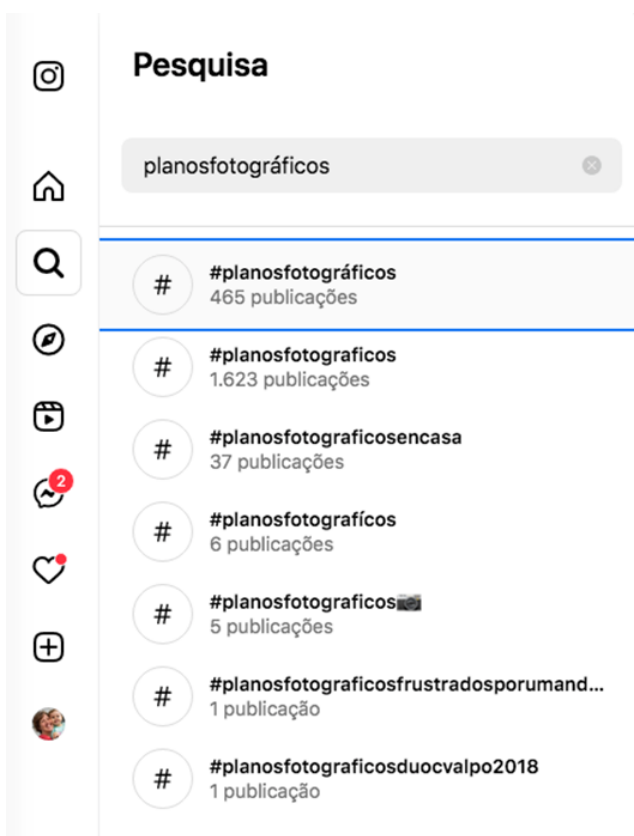 Pesquisa
planosfotográficos
#planosfotográficos
465 publicações
#planosfotograficos
1.623 publicações
#planosfotograficosencasa
37 publicações
#planosfotografícos
6 publicações
#planosfotograficos📷
5 publicações
2
#planosfotograficosfrustradosporumand...
1 publicação
#planosfotograficosduocvalpo2018
1 publicação